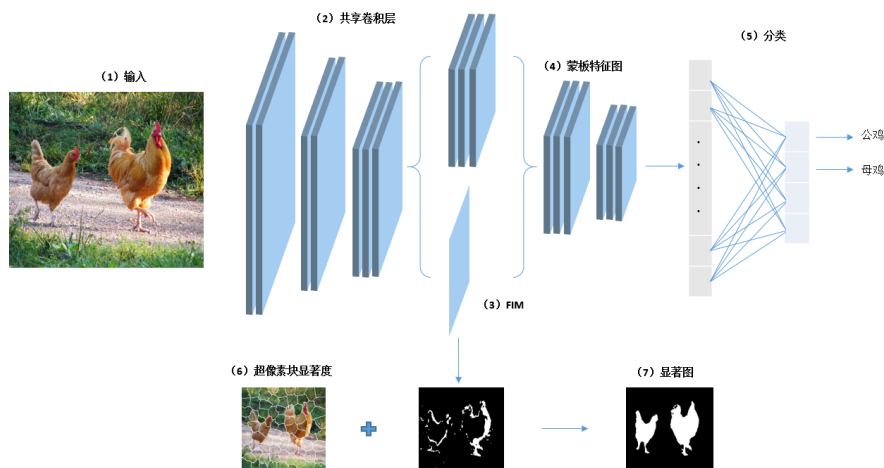 （1）输入
（2）共享卷积层
（3）FIM
（4）蒙板特征图
（5）分类
公鸡
母鸡
（6）超像素块显著度
（7）显著图